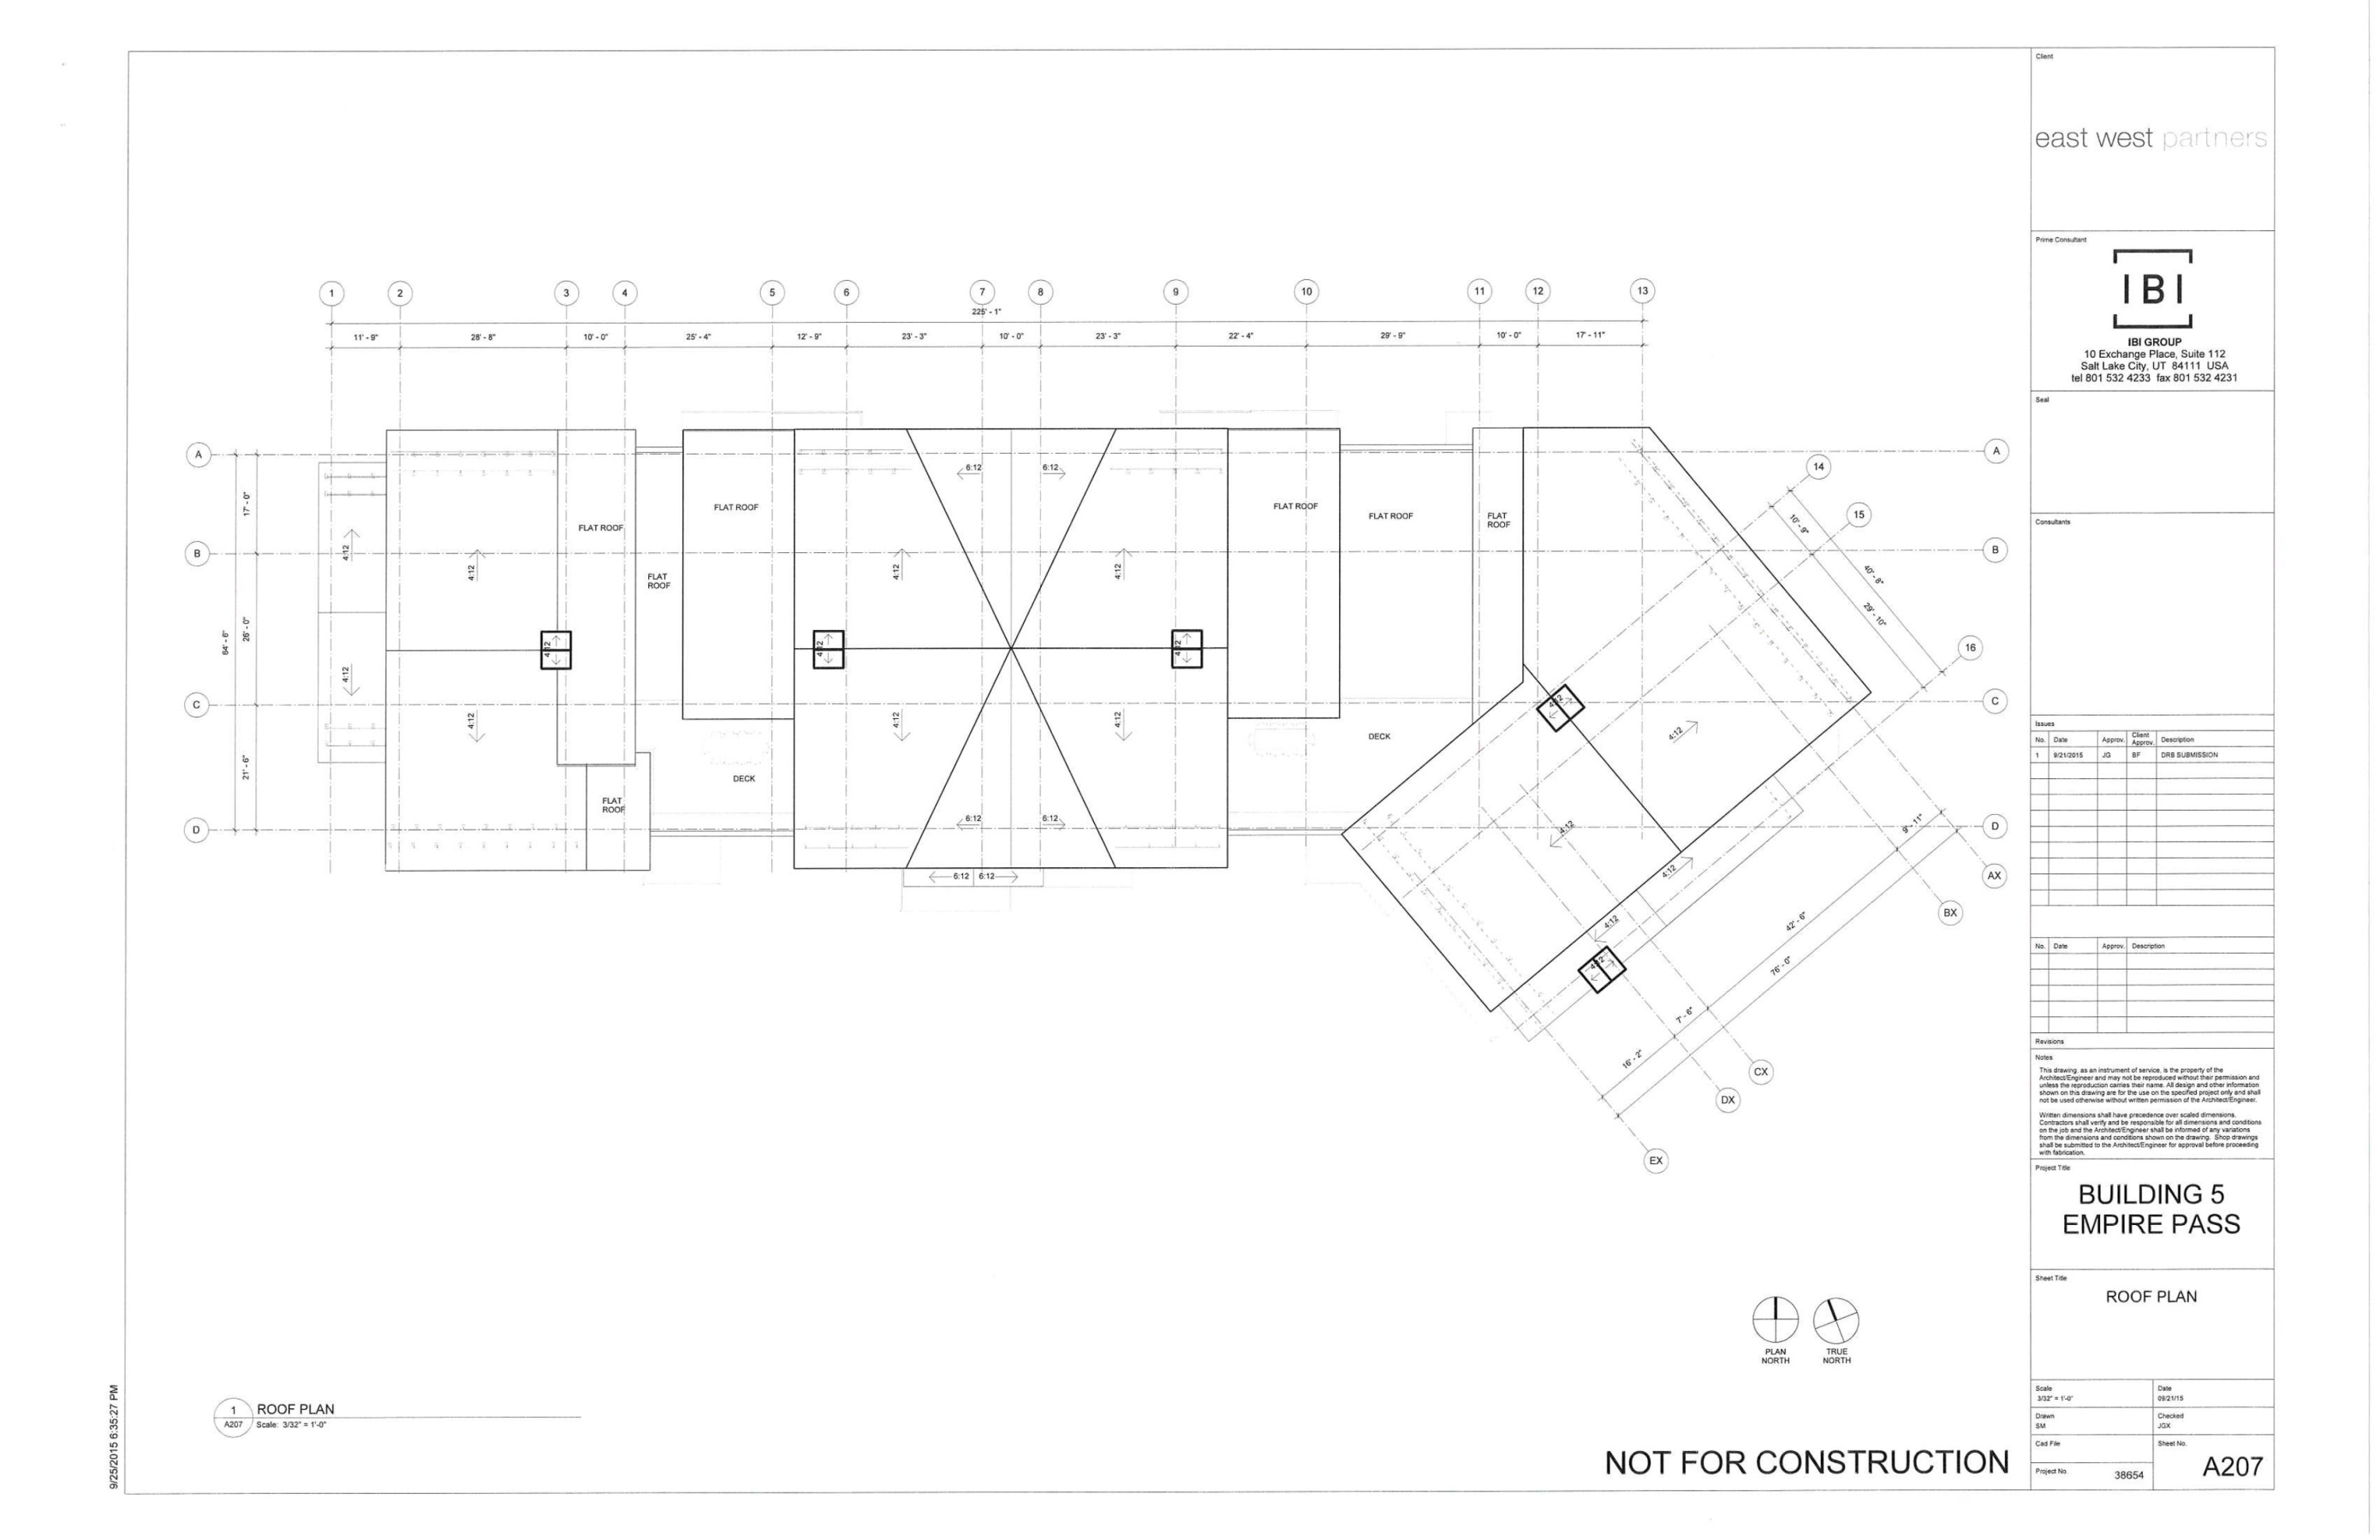 1
2
3
4
5
6
7
8
9
10
11
12
13
225' - 1"
11' - 9"
28' - 8"
10' - 0"
25' - 4"
12' - 9"
23' - 3"
10' - 0"
23' - 3"
22' - 4"
29' - 9"
10' - 0"
17' - 11"
A
B
C
D
17' - 0"
26' - 0"
21' - 6"
64' - 6"
4:12
4:12
4:12
4:12
4:12
FLAT ROOF
FLAT
ROOF
FLAT
ROOF
FLAT ROOF
DECK
4:12
4:12
4:12
4:12
4:12
4:12
6:12
6:12
6:12
6:12
6:12
6:12
FLAT ROOF
FLAT ROOF
DECK
FLAT
ROOF
4:12
4:12
4:12
4:12
4:12
4:12
A
B
C
D
AX
BX
CX
DX
EX
14
15
16
10' - 9"
40' - 8"
29' - 10"
9' - 11"
42' - 6"
76' - 0"
7' - 6"
16' - 2"
PLAN
NORTH
TRUE
NORTH
1
A207
ROOF PLAN
Scale: 3/32" = 1'-0"
NOT FOR CONSTRUCTION
9/25/2015 6:35:27 PM
Client
east west partners
Prime Consultant
IBI
IBI GROUP
10 Exchange Place, Suite 112
Salt Lake City, UT 84111 USA
tel 801 532 4233 fax 801 532 4231
Seal
Consultants
Issues
No. Date Approv. Client Approv. Description
1 9/21/2015 JG BF DRB SUBMISSION
No. Date Approv. Description
Revisions
Notes
This drawing, as an instrument of service, is the property of the
Architect/Engineer and may not be reproduced without their permission and
unless the reproduction carries their name. All design and other information
shown on this drawing are for the use on the specified project only and shall
not be used otherwise without written permission of the Architect/Engineer.
Written dimensions shall have precedence over scaled dimensions.
Contractors shall verify and be responsible for all dimensions and conditions
on the job and the Architect/Engineer shall be informed of any variations
from the dimensions and conditions shown on the drawing. Shop drawings
shall be submitted to the Architect/Engineer for approval before proceeding
with fabrication.
Project Title
BUILDING 5
EMPIRE PASS
Sheet Title
ROOF PLAN
Scale
3/32" = 1'-0"
Date
09/21/15
Drawn
SM
Checked
JGX
Cad File
Sheet No.
Project No.
38654
A207